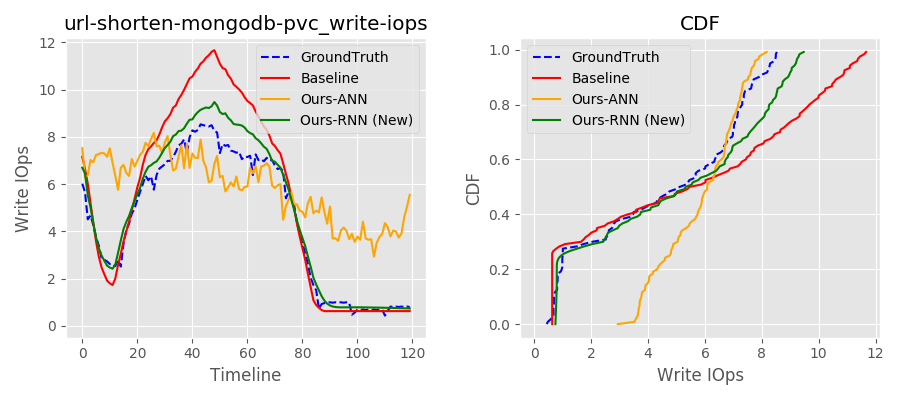 url-shorten-mongodb-pvc_write-iops
12
10
8
6
4
2
0
Write IOps
GroundTruth
Baseline
Ours-ANN
Ours-RNN (New)
0 20 40 60 80 100 120
Timeline
CDF
1.0
0.8
0.6
0.4
0.2
0.0
CDF
GroundTruth
Baseline
Ours-ANN
Ours-RNN (New)
0 2 4 6 8 10 12
Write IOps